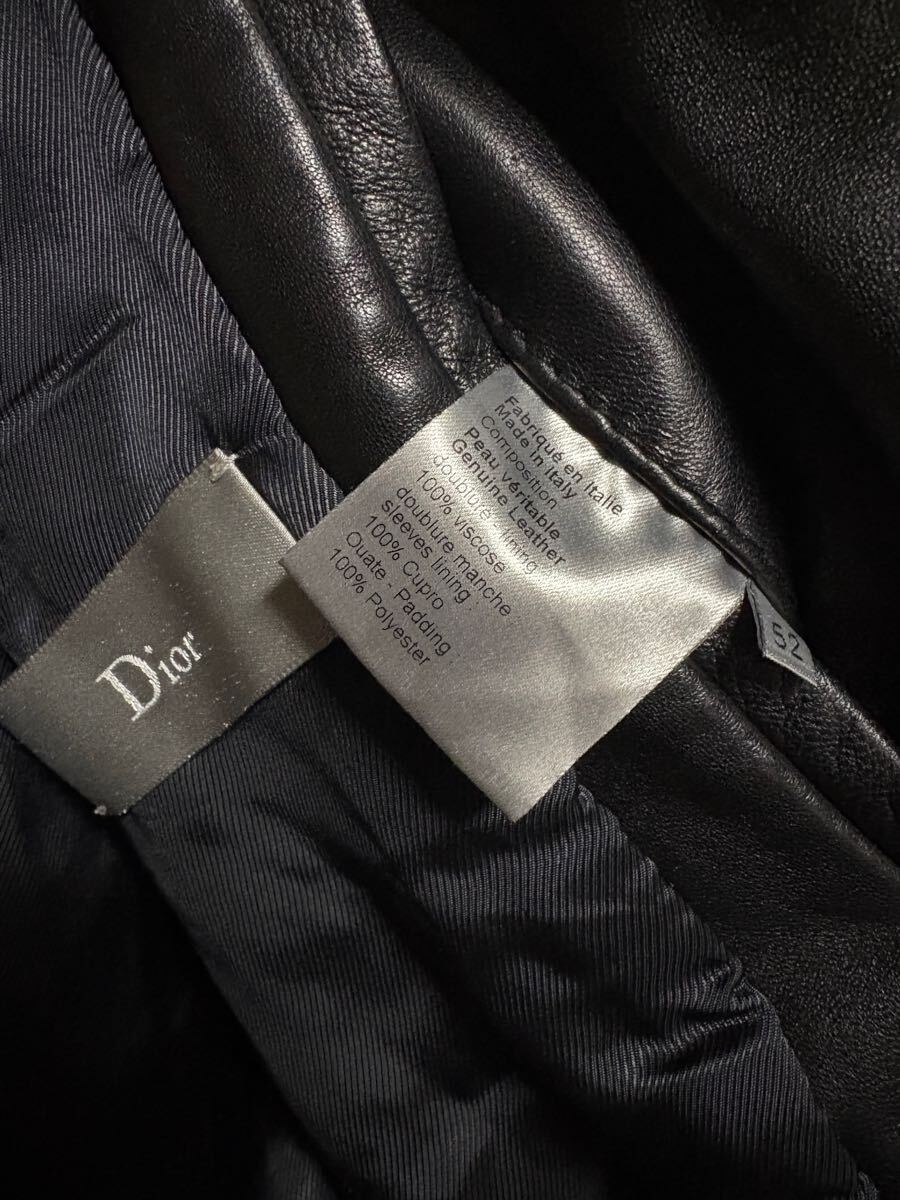 Dior
Fabriqué en Italie
Made in Italy
Composition
Peau Véritable
Genuine Leather
doublure - lining
100% viscose
doublure manche
sleeves lining
100% Cupro
Ouate - Padding
100% Polyester
52